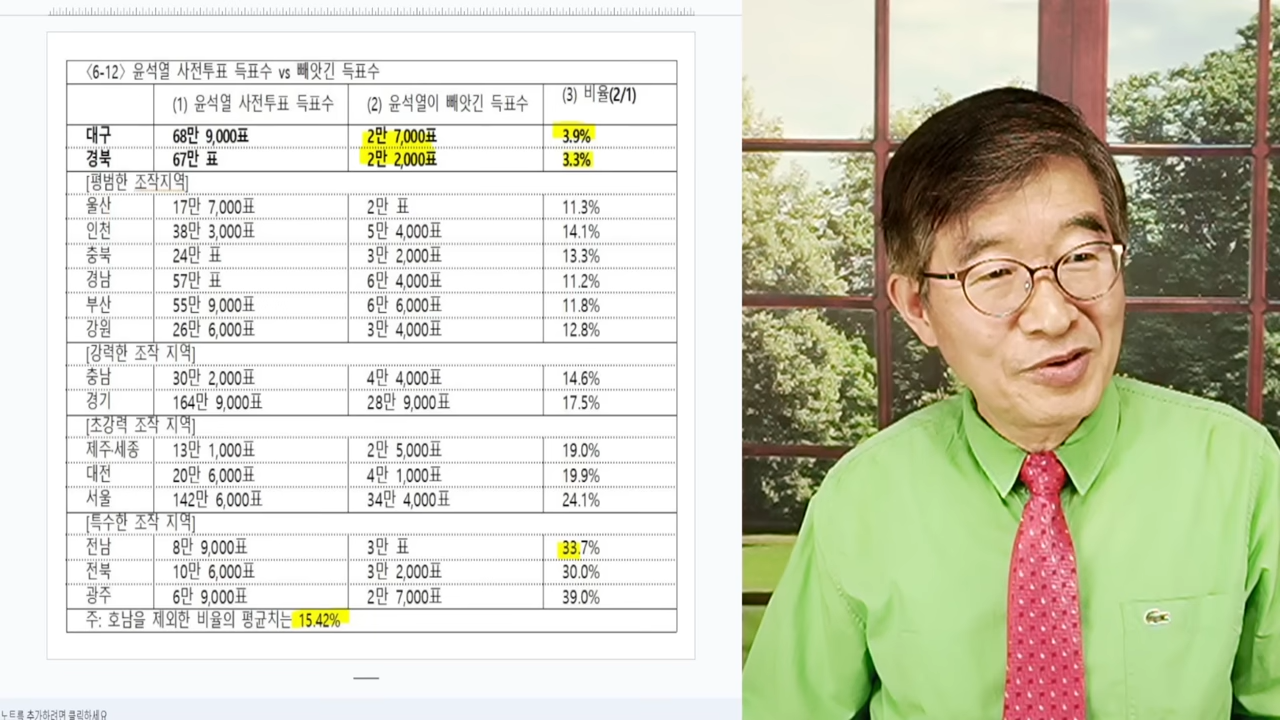 〈6-12〉 윤석열 사전투표 득표수 vs 빼앗긴 득표수
(1) 윤석열 사전투표 득표수 (2) 윤석열이 빼앗긴 득표수 (3) 비율(2/1)
대구 68만 9,000표 2만 7,000표 3.9%
경북 67만 표 2만 2,000표 3.3%
[평범한 조작지역]
울산 17만 7,000표 2만 표 11.3%
인천 38만 3,000표 5만 4,000표 14.1%
충북 24만 표 3만 2,000표 13.3%
경남 57만 표 6만 4,000표 11.2%
부산 55만 9,000표 6만 6,000표 11.8%
강원 26만 6,000표 3만 4,000표 12.8%
[강력한 조작 지역]
충남 30만 2,000표 4만 4,000표 14.6%
경기 164만 9,000표 28만 9,000표 17.5%
[초강력 조작 지역]
제주·세종 13만 1,000표 2만 5,000표 19.0%
대전 20만 6,000표 4만 1,000표 19.9%
서울 142만 6,000표 34만 4,000표 24.1%
[특수한 조작 지역]
전남 8만 9,000표 3만 표 33.7%
전북 10만 6,000표 3만 2,000표 30.0%
광주 6만 9,000표 2만 7,000표 39.0%
주: 호남을 제외한 비율의 평균치는 15.42%
노트를 추가하려면 클릭하세요